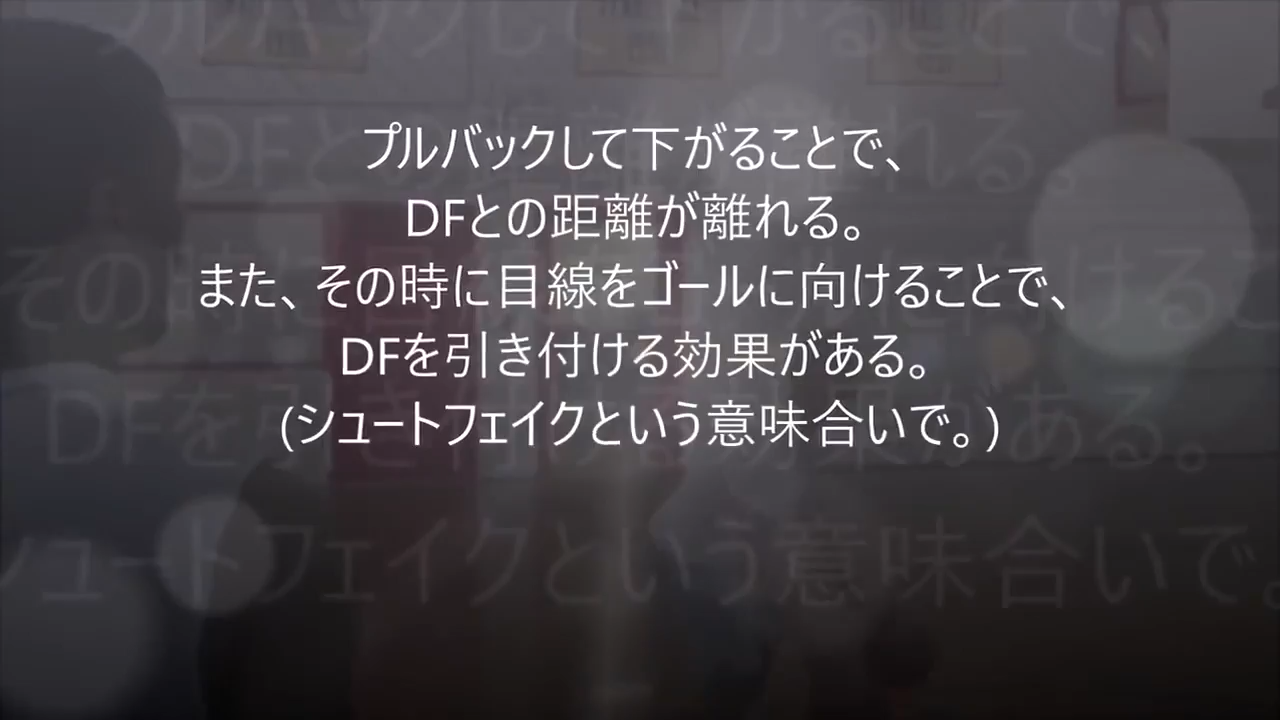 プルバックして下がることで、
DFとの距離が離れる。
また、その時に目線をゴールに向けることで、
DFを引き付ける効果がある。
(シュートフェイクという意味合いで。)